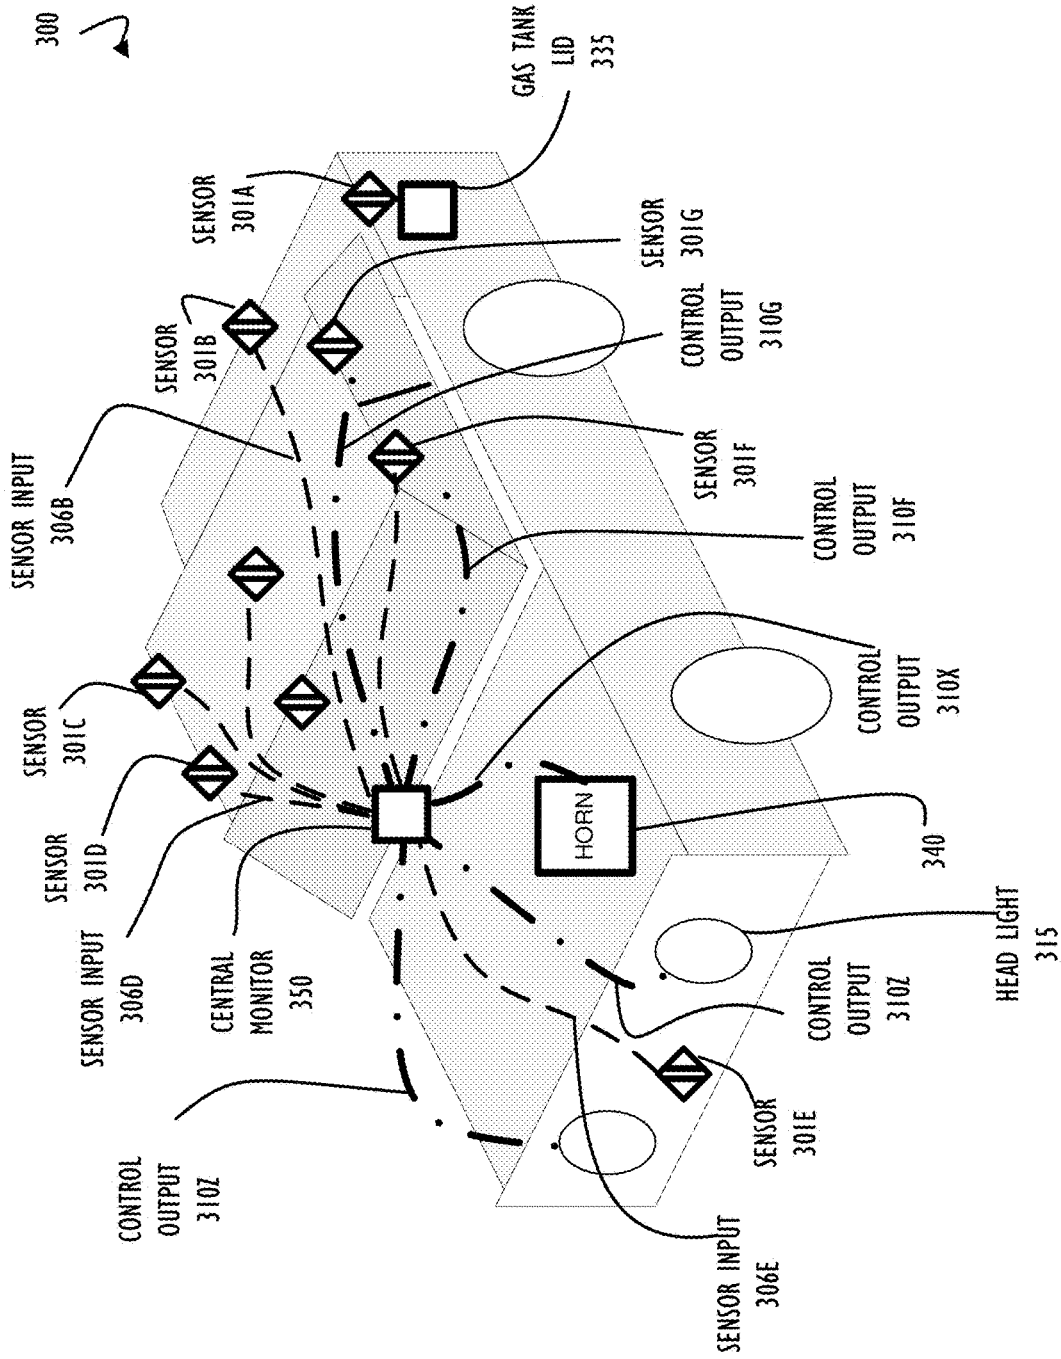 300
GAS TANK
LID
335
SENSOR
301A
SENSOR
301B
SENSOR
301G
CONTROL
OUTPUT
310G
SENSOR INPUT
306B
SENSOR
301F
CONTROL
OUTPUT
310F
SENSOR
301C
CONTROL
OUTPUT
310X
SENSOR
301D
HORN
340
SENSOR INPUT
306D
CENTRAL
MONITOR
350
HEAD LIGHT
315
CONTROL
OUTPUT
310Z
CONTROL
OUTPUT
310Z
SENSOR
301E
SENSOR INPUT
306E